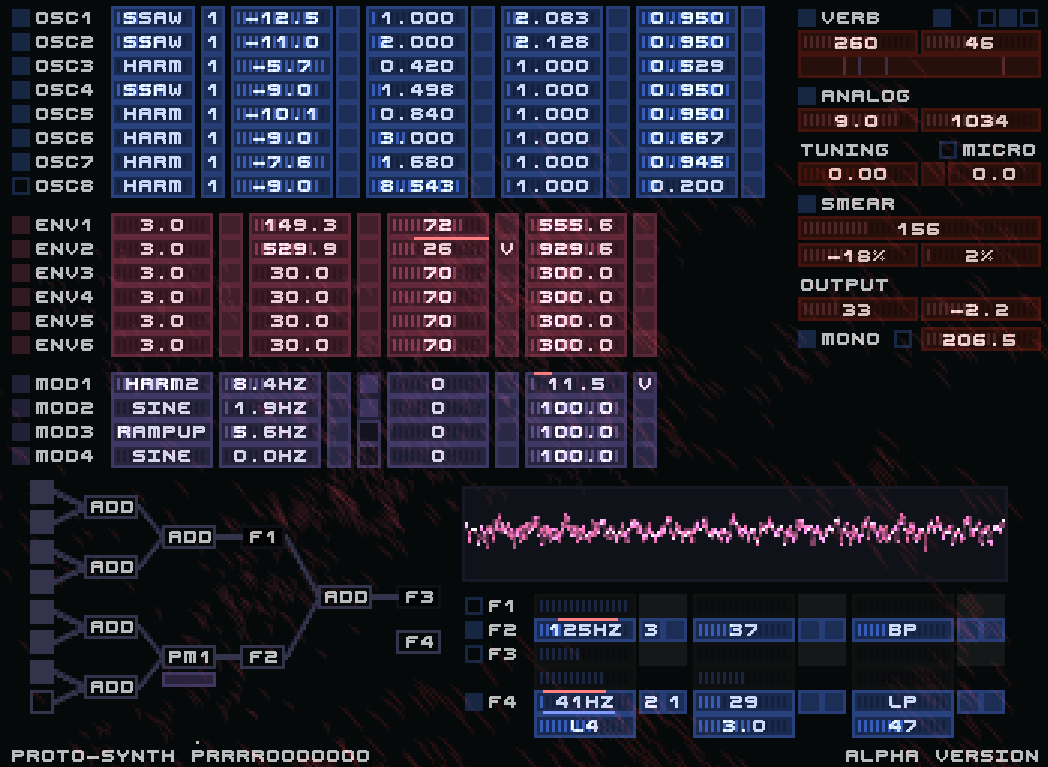 OSC1 SSAW 1 -12.5 1.000 2.083 0.950
OSC2 SSAW 1 -11.0 2.000 2.128 0.950
OSC3 HARM 1 -5.7 0.420 1.000 0.529
OSC4 SSAW 1 -9.0 1.498 1.000 0.950
OSC5 HARM 1 -10.1 0.840 1.000 0.950
OSC6 HARM 1 -9.0 3.000 1.000 0.667
OSC7 HARM 1 -7.6 1.680 1.000 0.945
OSC8 HARM 1 -9.0 8.543 1.000 0.200
ENV1 3.0 149.3 72 555.6
ENV2 3.0 529.9 26 V 929.6
ENV3 3.0 30.0 70 300.0
ENV4 3.0 30.0 70 300.0
ENV5 3.0 30.0 70 300.0
ENV6 3.0 30.0 70 300.0
MOD1 HARM2 8.4HZ 0 11.5 V
MOD2 SINE 1.9HZ 0 100.0
MOD3 RAMPUP 5.6HZ 0 100.0
MOD4 SINE 0.0HZ 0 100.0
VERB
260 46
ANALOG
9.0 1034
TUNING MICRO
0.00 0.0
SMEAR
156
-18% 2%
OUTPUT
33 -2.2
MONO 206.5
ADD
ADD F1
ADD
ADD F3
ADD
F4
PM1 F2
ADD
F1
F2 125HZ 3 37 BP
F3
F4 41HZ 2 1 29 LP
L4 3.0 47
PROTO-SYNTH PRRRROOOOOOO
ALPHA VERSION